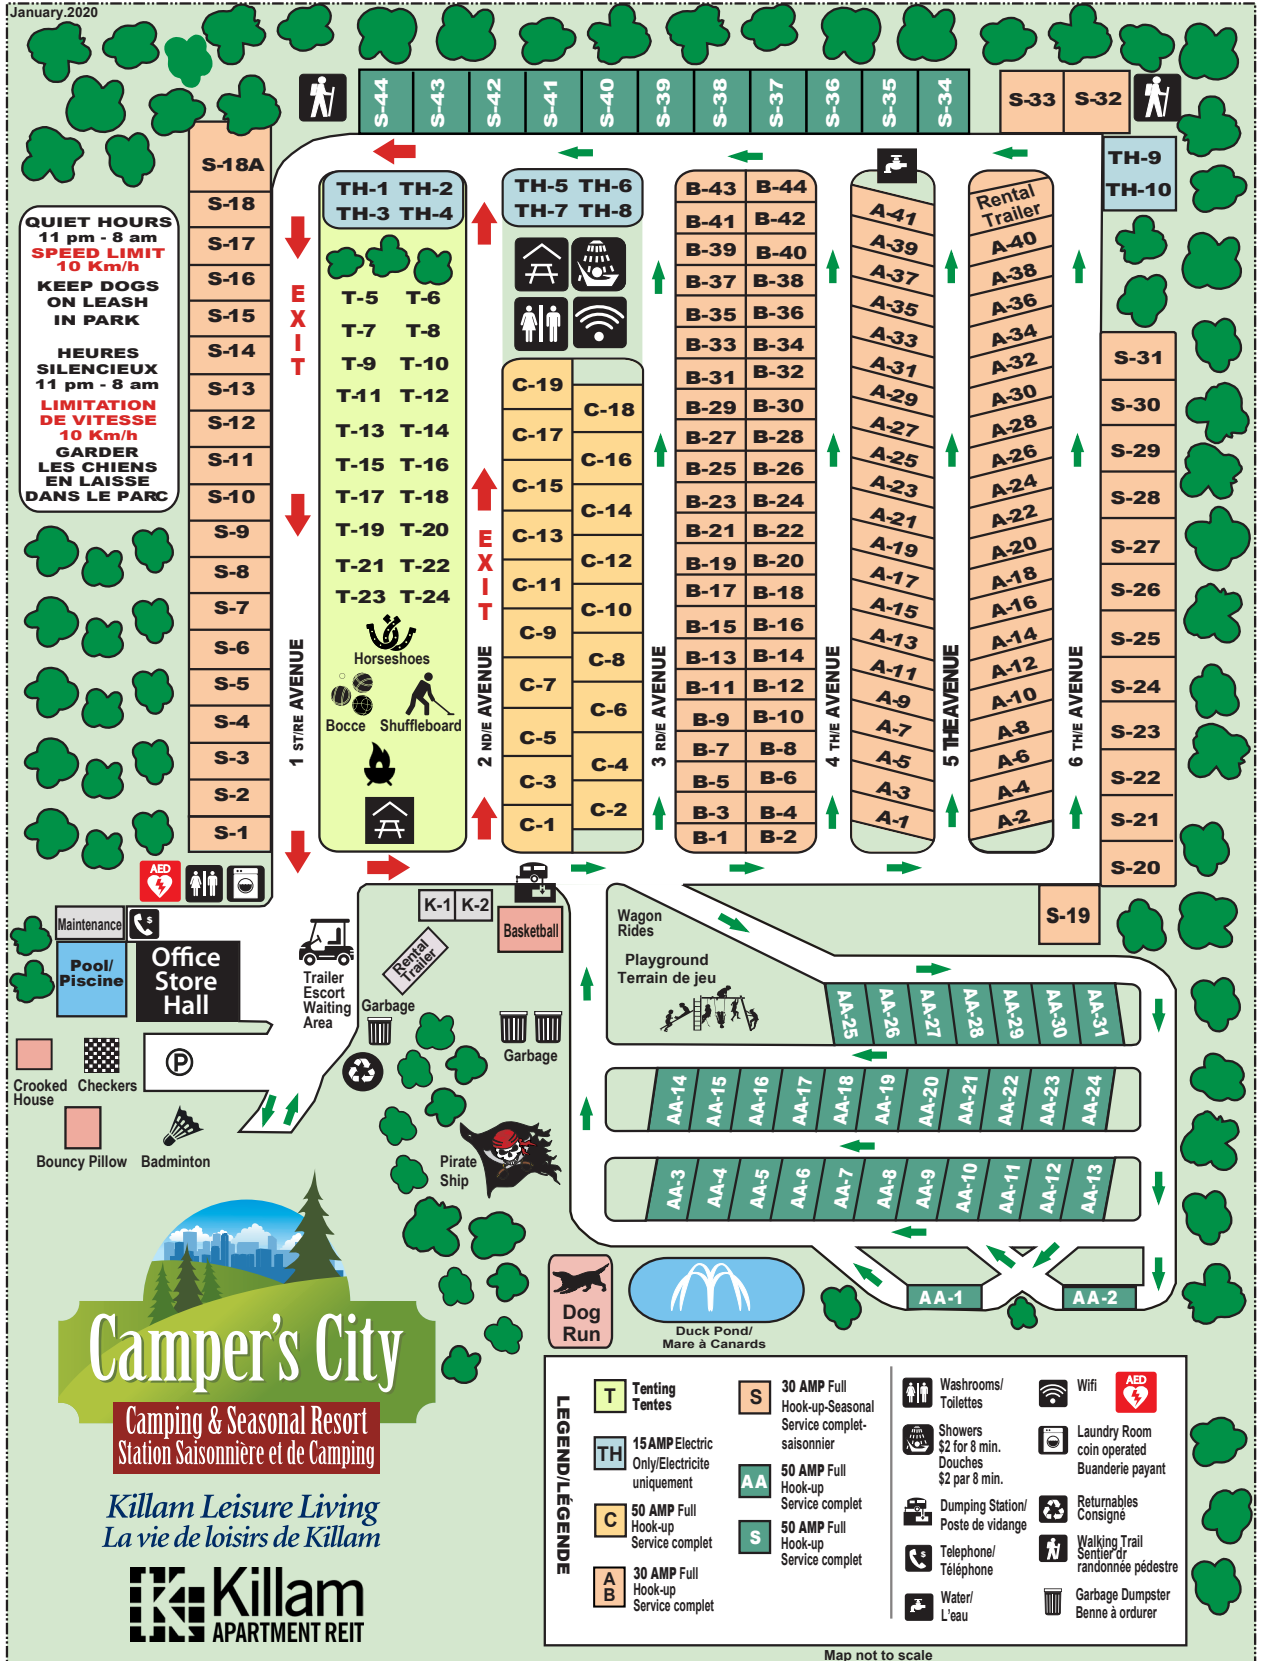 January.2020
S-44
S-43
S-42
S-41
S-40
S-39
S-38
S-37
S-36
S-35
S-34
S-33
S-32
QUIET HOURS
11 pm - 8 am
SPEED LIMIT
10 Km/h
KEEP DOGS
ON LEASH
IN PARK
HEURES
SILENCIEUX
11 pm - 8 am
LIMITATION
DE VITESSE
10 Km/h
GARDER
LES CHIENS
EN LAISSE
DANS LE PARC
S-18A
S-18
S-17
S-16
S-15
S-14
S-13
S-12
S-11
S-10
S-9
S-8
S-7
S-6
S-5
S-4
S-3
S-2
S-1
EXIT
1 ST/RE AVENUE
TH-1 TH-2
TH-3 TH-4
T-5 T-6
T-7 T-8
T-9 T-10
T-11 T-12
T-13 T-14
T-15 T-16
T-17 T-18
T-19 T-20
T-21 T-22
T-23 T-24
Horseshoes
Bocce Shuffleboard
EXIT
2 ND/E AVENUE
TH-5 TH-6
TH-7 TH-8
C-19
C-18
C-17
C-16
C-15
C-14
C-13
C-12
C-11
C-10
C-9
C-8
C-7
C-6
C-5
C-4
C-3
C-2
C-1
3 RD/E AVENUE
B-43 B-44
B-41 B-42
B-39 B-40
B-37 B-38
B-35 B-36
B-33 B-34
B-31 B-32
B-29 B-30
B-27 B-28
B-25 B-26
B-23 B-24
B-21 B-22
B-19 B-20
B-17 B-18
B-15 B-16
B-13 B-14
B-11 B-12
B-9 B-10
B-7 B-8
B-5 B-6
B-3 B-4
B-1 B-2
4 TH/E AVENUE
A-41
A-39
A-37
A-35
A-33
A-31
A-29
A-27
A-25
A-23
A-21
A-19
A-17
A-15
A-13
A-11
A-9
A-7
A-5
A-3
A-1
5 THE AVENUE
Rental
Trailer
A-40
A-38
A-36
A-34
A-32
A-30
A-28
A-26
A-24
A-22
A-20
A-18
A-16
A-14
A-12
A-10
A-8
A-6
A-4
A-2
6 TH/E AVENUE
TH-9
TH-10
S-31
S-30
S-29
S-28
S-27
S-26
S-25
S-24
S-23
S-22
S-21
S-20
S-19
AED
Maintenance
Pool/
Piscine
Office
Store
Hall
Trailer
Escort
Waiting
Area
K-1 K-2
Rental
Trailer
Basketball
Garbage
Garbage
Wagon
Rides
Playground
Terrain de jeu
P
Crooked
House
Checkers
Bouncy Pillow
Badminton
Pirate
Ship
AA-25
AA-26
AA-27
AA-28
AA-29
AA-30
AA-31
AA-14
AA-15
AA-16
AA-17
AA-18
AA-19
AA-20
AA-21
AA-22
AA-23
AA-24
AA-3
AA-4
AA-5
AA-6
AA-7
AA-8
AA-9
AA-10
AA-11
AA-12
AA-13
AA-1
AA-2
Dog
Run
Duck Pond/
Mare à Canards
Camper's City
Camping & Seasonal Resort
Station Saisonnière et de Camping
Killam Leisure Living
La vie de loisirs de Killam
Killam
APARTMENT REIT
LEGEND/LÉGENDE
T
Tenting
Tentes
TH
15 AMP Electric
Only/Electricite
uniquement
C
50 AMP Full
Hook-up
Service complet
A
B
30 AMP Full
Hook-up
Service complet
S
30 AMP Full
Hook-up-Seasonal
Service complet-
saisonnier
AA
50 AMP Full
Hook-up
Service complet
S
50 AMP Full
Hook-up
Service complet
Washrooms/
Toilettes
Showers
$2 for 8 min.
Douches
$2 par 8 min.
Dumping Station/
Poste de vidange
Telephone/
Téléphone
Water/
L'eau
Wifi
AED
Laundry Room
coin operated
Buanderie payant
Returnables
Consigné
Walking Trail
Sentier dr
randonnée pédestre
Garbage Dumpster
Benne à ordurer
Map not to scale